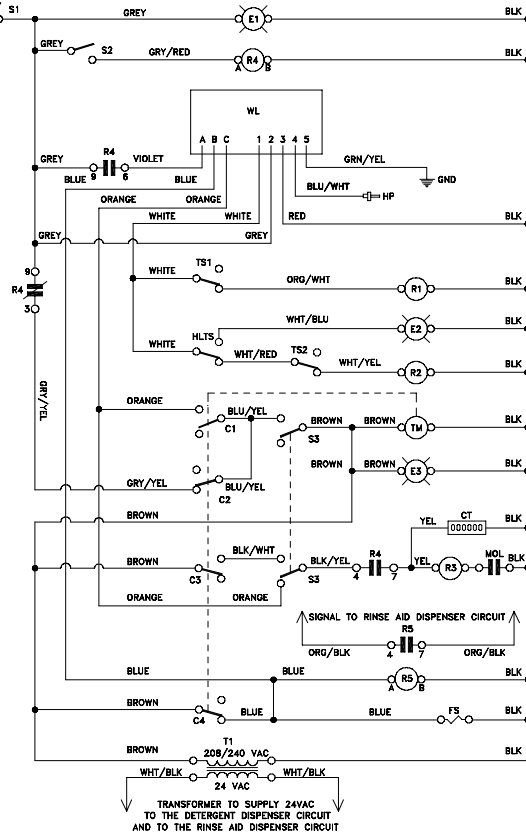 S1 GREY E1 BLK
GREY S2 GRY/RED A R4 B BLK
WL
A B C 1 2 3 4 5
GREY R4 9 6 VIOLET GRN/YEL GND
BLUE BLUE BLU/WHT HP
ORANGE ORANGE
WHITE WHITE RED BLK
GREY GREY
TS1
9 R4 3 WHITE ORG/WHT R1 BLK
WHT/BLU E2 BLK
HLTS
WHITE WHT/RED TS2 WHT/YEL R2 BLK
GRY/YEL
ORANGE BLU/YEL
C1 S3 BROWN BROWN TM BLK
BROWN BROWN E3 BLK
GRY/YEL C2 BLU/YEL
BROWN YEL CT BLK
000000
BLK/WHT
BROWN C3 S3 BLK/YEL 4 R4 7 YEL R3 MOL BLK
ORANGE ORANGE
SIGNAL TO RINSE AID DISPENSER CIRCUIT
R5
ORG/BLK 4 7 ORG/BLK
BLUE BLUE A R5 B BLK
BROWN C4 BLUE BLUE FS BLK
T1
BROWN 208/240 VAC BLK
WHT/BLK 24 VAC WHT/BLK
TRANSFORMER TO SUPPLY 24VAC
TO THE DETERGENT DISPENSER CIRCUIT
AND TO THE RINSE AID DISPENSER CIRCUIT